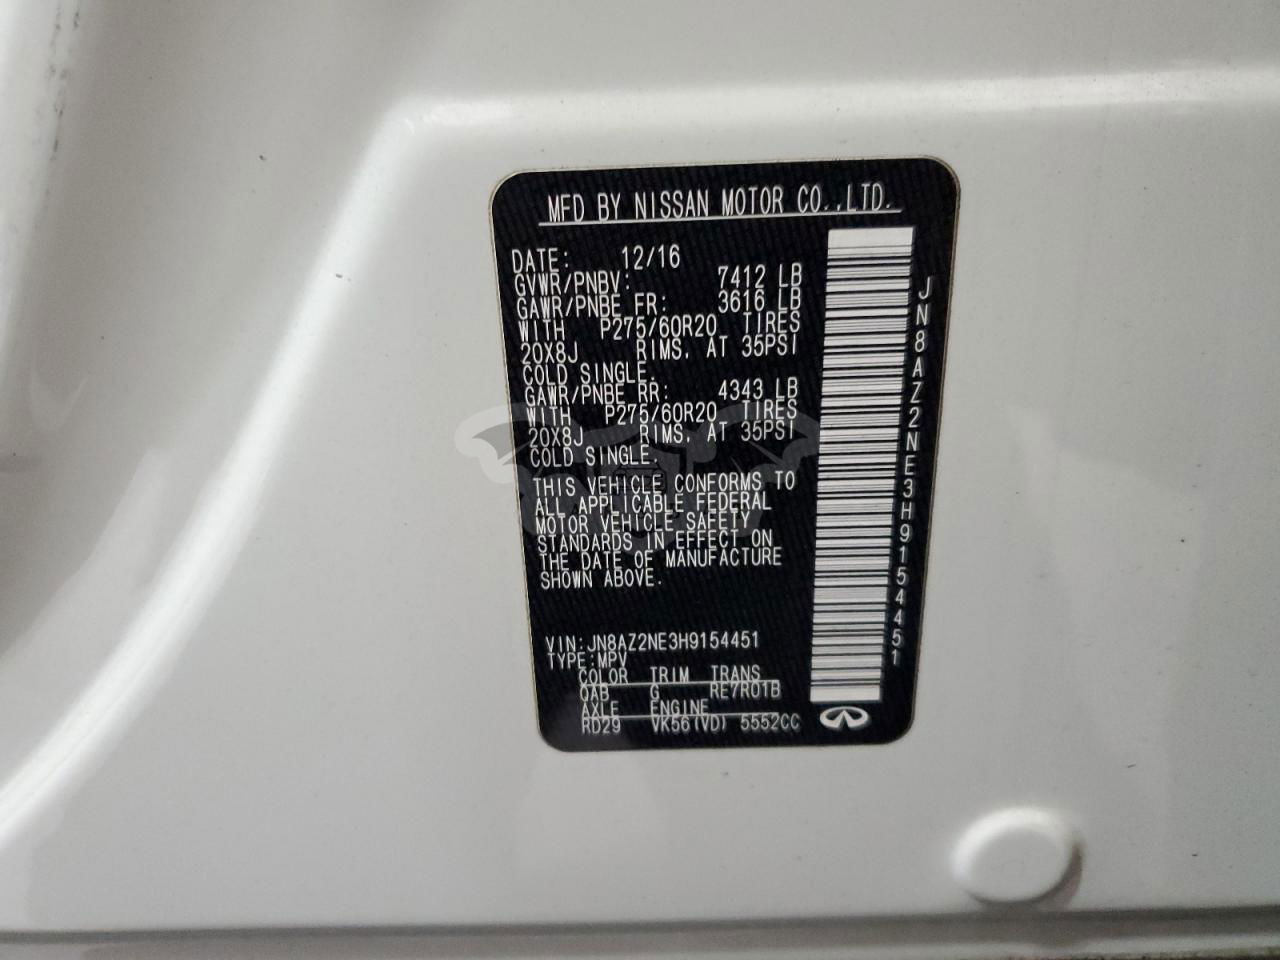 MFD BY NISSAN MOTOR CO.,LTD.
DATE: 12/16
GVWR/PNBV: 7412 LB
GAWR/PNBE FR: 3616 LB
WITH P275/60R20 TIRES
20X8J RIMS, AT 35PSI
COLD SINGLE.
GAWR/PNBE RR: 4343 LB
WITH P275/60R20 TIRES
20X8J RIMS, AT 35PSI
COLD SINGLE.
THIS VEHICLE CONFORMS TO
ALL APPLICABLE FEDERAL
MOTOR VEHICLE SAFETY
STANDARDS IN EFFECT ON
THE DATE OF MANUFACTURE
SHOWN ABOVE.
VIN:JN8AZ2NE3H9154451
TYPE:MPV
COLOR TRIM TRANS
QAB G RE7R01B
AXLE ENGINE
RD29 VK56(VD) 5552CC
JN8AZ2NE3H9154451